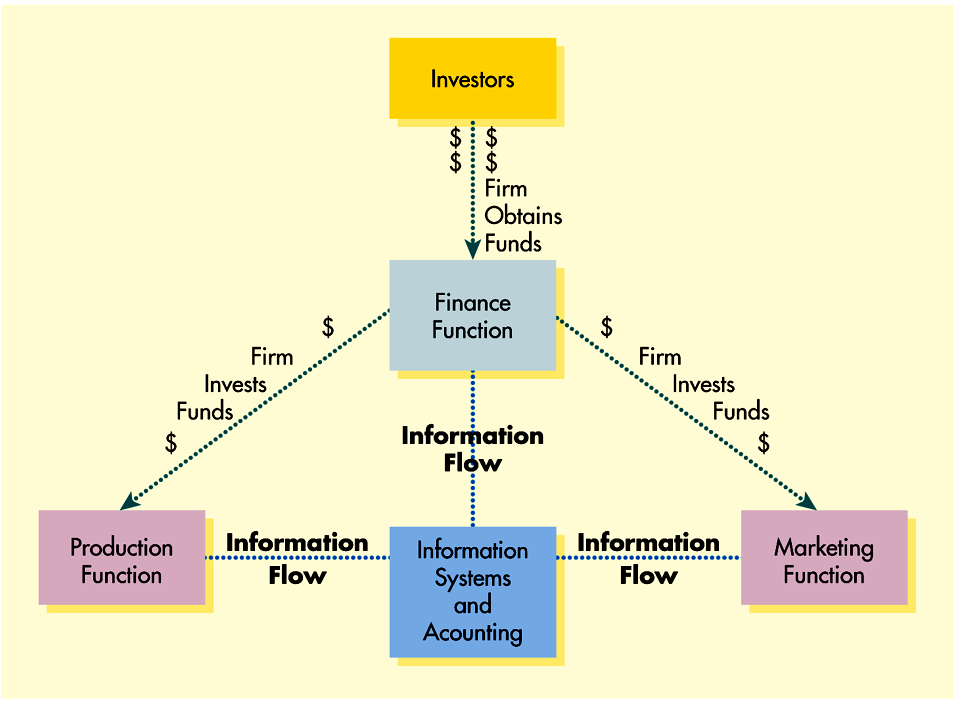 Investors
$ $
$ $
Firm
Obtains
Funds
Finance
Function
$
Firm
Invests
Funds
$
$
Firm
Invests
Funds
$
Information
Flow
Production
Function
Information
Flow
Information
Systems
and
Acounting
Information
Flow
Marketing
Function